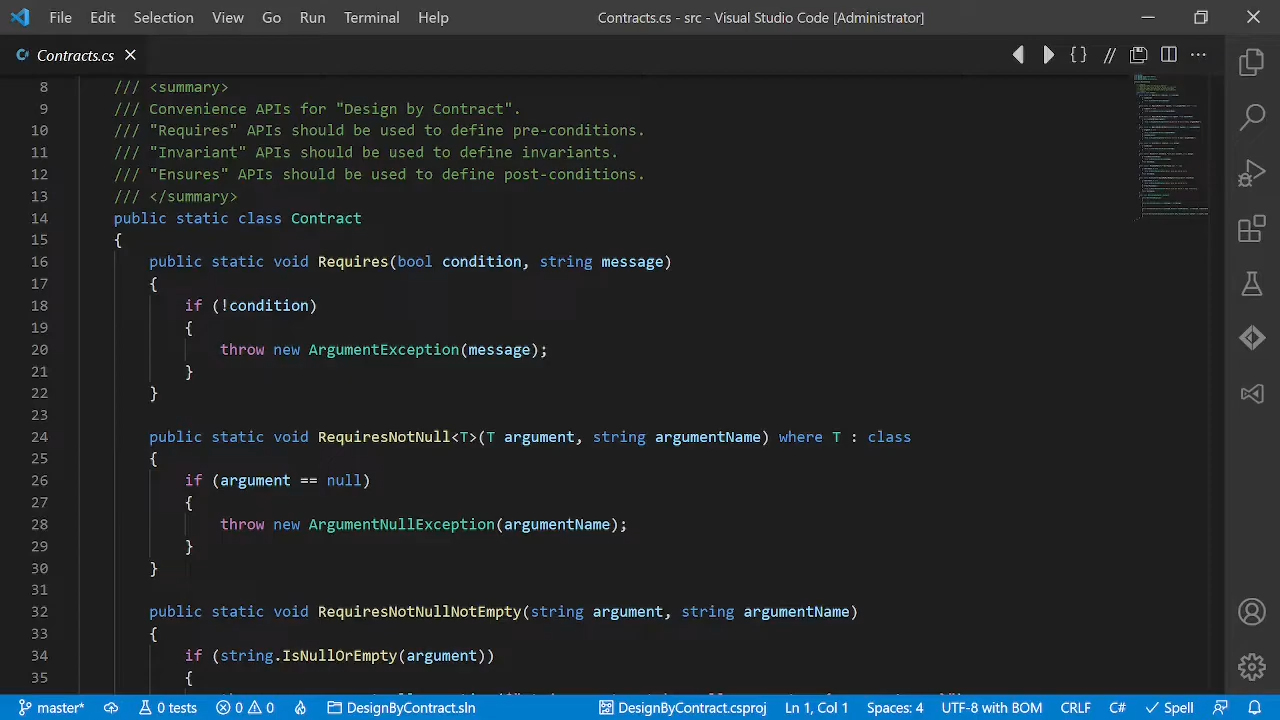 File Edit Selection View Go Run Terminal Help Contracts.cs - src - Visual Studio Code [Administrator]
Contracts.cs
8 /// <summary>
9 /// Convenience APIs for "Design by Contract".
10 /// "Requires" APIs should be used to define pre-conditions.
11 /// "Invariant" APIs should be used to define invariants.
12 /// "Ensures" APIs should be used to define post-conditions.
13 /// </summary>
14 public static class Contract
15 {
16 public static void Requires(bool condition, string message)
17 {
18 if (!condition)
19 {
20 throw new ArgumentException(message);
21 }
22 }
23
24 public static void RequiresNotNull<T>(T argument, string argumentName) where T : class
25 {
26 if (argument == null)
27 {
28 throw new ArgumentNullException(argumentName);
29 }
30 }
31
32 public static void RequiresNotNullNotEmpty(string argument, string argumentName)
33 {
34 if (string.IsNullOrEmpty(argument))
35 {
master* 0 tests 0 0 DesignByContract.sln DesignByContract.csproj Ln 1, Col 1 Spaces: 4 UTF-8 with BOM CRLF C# Spell